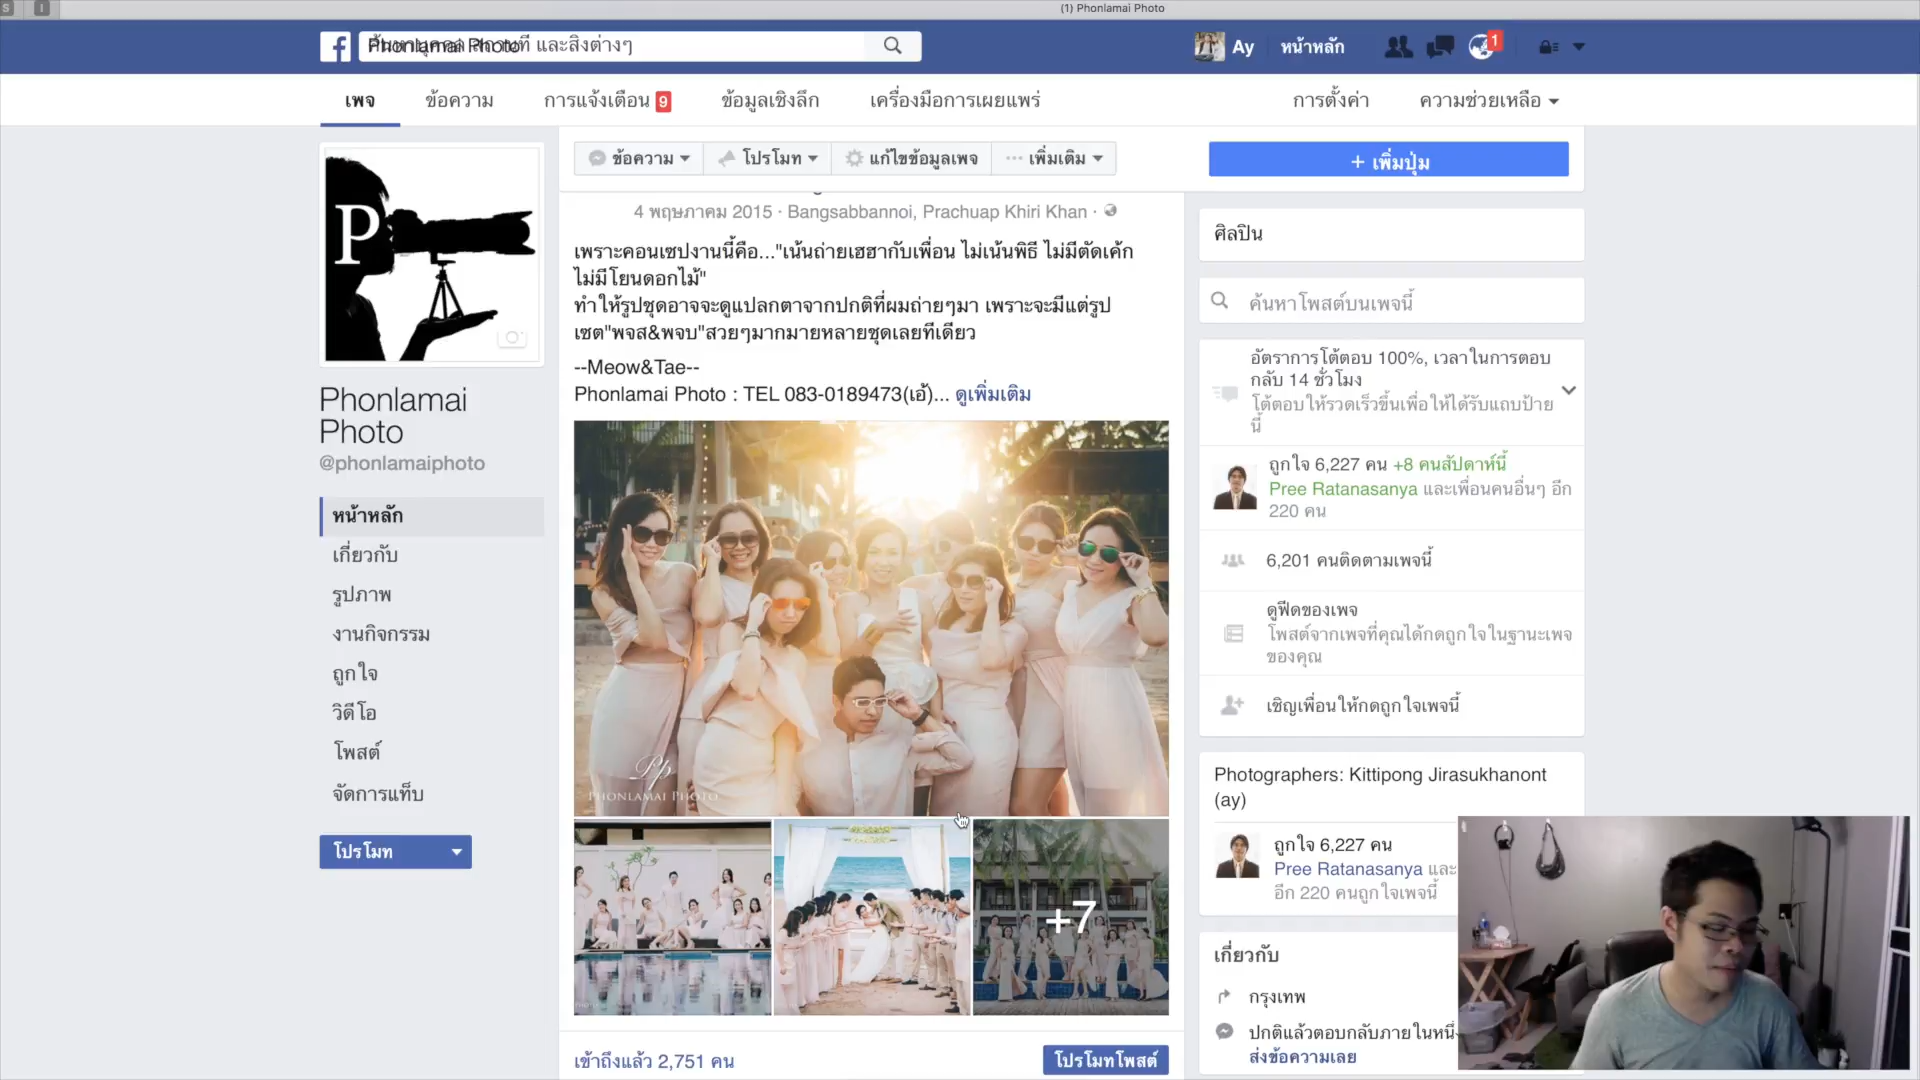 (1) Phonlamai Photo
Phonlamai Photo
Ay
หน้าหลัก
1
เพจ
ข้อความ
การแจ้งเตือน 9
ข้อมูลเชิงลึก
เครื่องมือการเผยแพร่
การตั้งค่า
ความช่วยเหลือ
ข้อความ
โปรโมท
แก้ไขข้อมูลเพจ
เพิ่มเติม
+ เพิ่มปุ่ม
P
Phonlamai
Photo
@phonlamaiphoto
หน้าหลัก
เกี่ยวกับ
รูปภาพ
งานกิจกรรม
ถูกใจ
วิดีโอ
โพสต์
จัดการแท็บ
โปรโมท
4 พฤษภาคม 2015 · Bangsabbannoi, Prachuap Khiri Khan ·
เพราะคอนเซปงานนี้คือ..."เน้นถ่ายเฮฮากับเพื่อน ไม่เน้นพิธี ไม่มีตัดเค้ก
ไม่มีโยนดอกไม้"
ทำให้รูปชุดอาจจะดูแปลกตาจากปกติที่ผมถ่ายๆมา เพราะจะมีแต่รูป
เซต"พจส&พจบ"สวยๆมากมายหลายชุดเลยทีเดียว
--Meow&Tae--
Phonlamai Photo : TEL 083-0189473(เอ้)... ดูเพิ่มเติม
Pp
PHONLAMAI PHOTO
+7
เข้าถึงแล้ว 2,751 คน
โปรโมทโพสต์
ศิลปิน
ค้นหาโพสต์บนเพจนี้
อัตราการโต้ตอบ 100%, เวลาในการตอบ
กลับ 14 ชั่วโมง
โต้ตอบให้รวดเร็วขึ้นเพื่อให้ได้รับแถบป้าย
นี้
ถูกใจ 6,227 คน +8 คนสัปดาห์นี้
Pree Ratanasanya และเพื่อนคนอื่นๆ อีก
220 คน
6,201 คนติดตามเพจนี้
ดูฟีดของเพจ
โพสต์จากเพจที่คุณได้กดถูกใจในฐานะเพจ
ของคุณ
เชิญเพื่อนให้กดถูกใจเพจนี้
Photographers: Kittipong Jirasukhanont
(ay)
ถูกใจ 6,227 คน
Pree Ratanasanya และ
อีก 220 คนถูกใจเพจนี้
เกี่ยวกับ
กรุงเทพ
ปกติแล้วตอบกลับภายในหนึ่ง
ส่งข้อความเลย